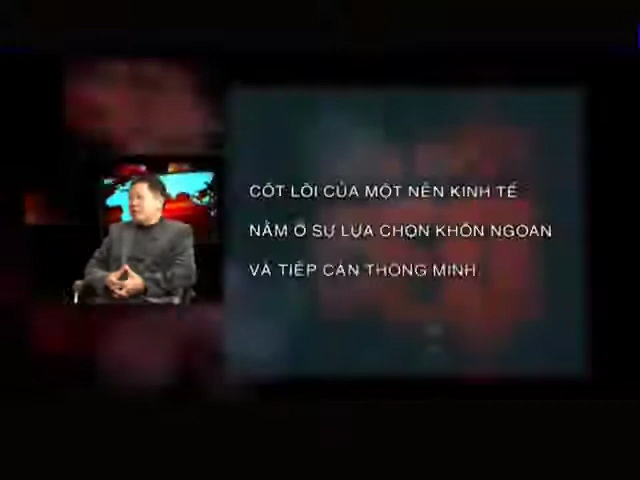 CỐT LÕI CỦA MỘT NỀN KINH TẾ
NẰM Ở SỰ LỰA CHỌN KHÔN NGOAN
VÀ TIẾP CẬN THÔNG MINH